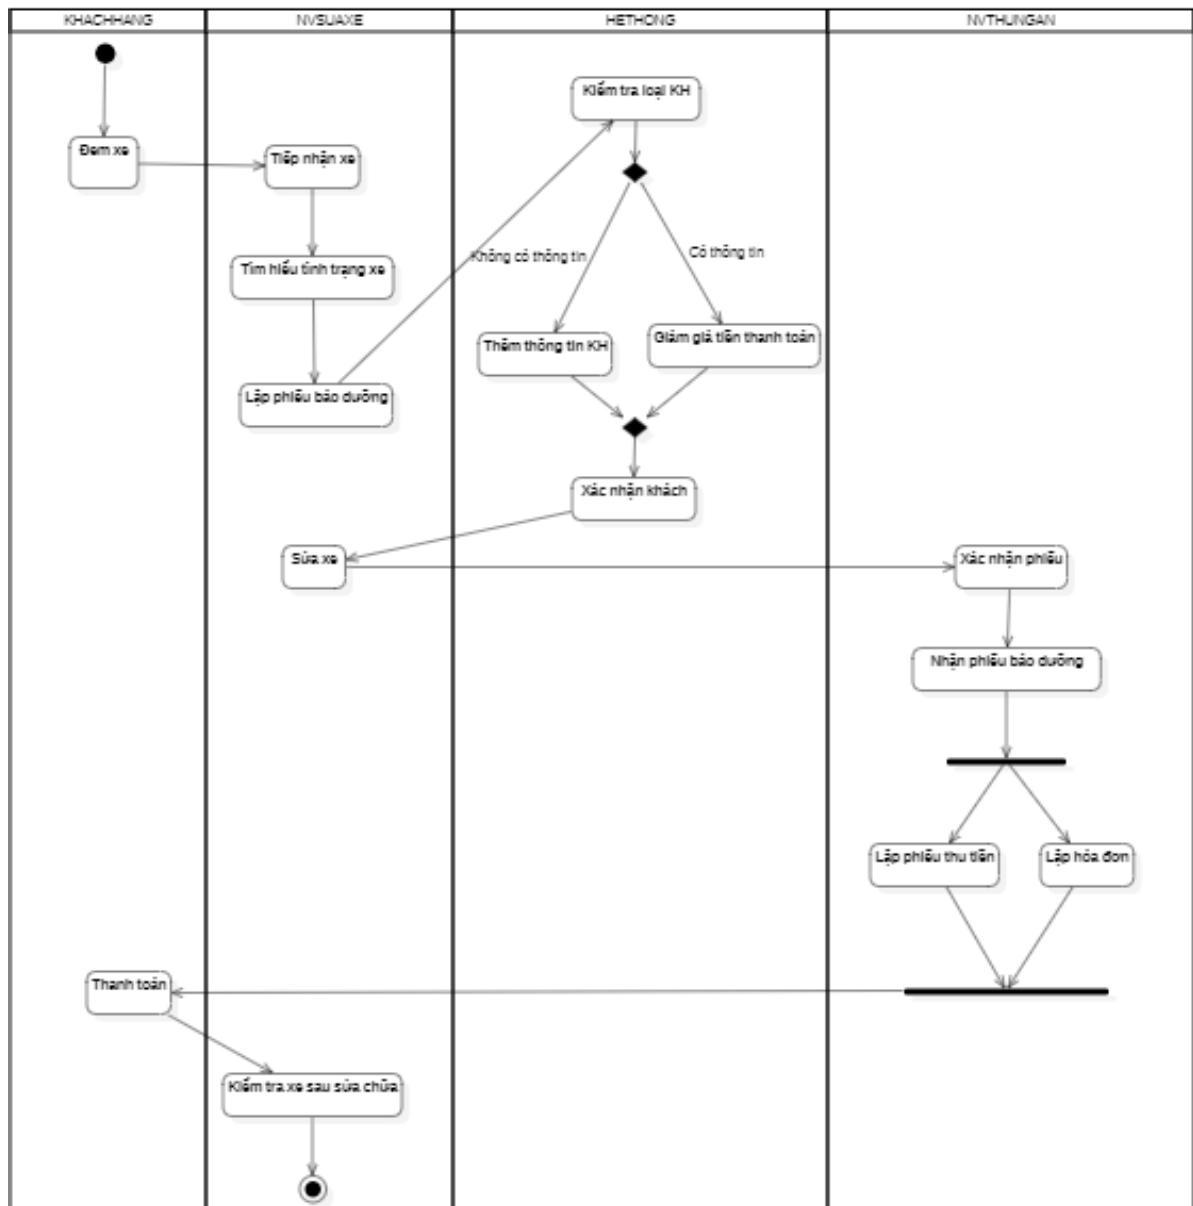 KHACHHANG
NVSUAXE
HETHONG
NVTHUNGAN
Kiểm tra loại KH
Đem xe
Tiếp nhận xe
Không có thông tin
Có thông tin
Tìm hiểu tình trạng xe
Thêm thông tin KH
Giảm giá tiền thanh toán
Lập phiếu bảo dưỡng
Xác nhận khách
Sửa xe
Xác nhận phiếu
Nhận phiếu bảo dưỡng
Lập phiếu thu tiền
Lập hóa đơn
Thanh toán
Kiểm tra xe sau sửa chữa